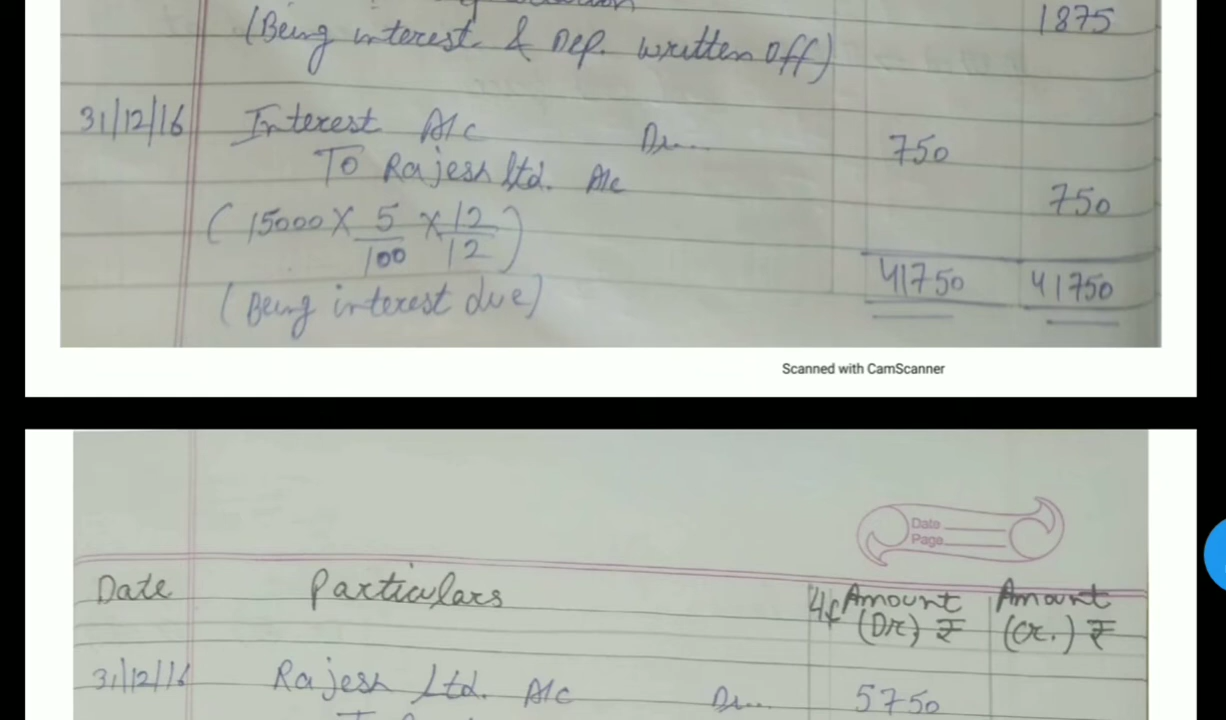 1875
(Being interest & Dep. written off)
31/12/16 Interest A/c Dr... 750
To Rajesh ltd. A/c 750
(15000 X 5/100 X 12/12)
41750 41750
(Being interest due)
Scanned with CamScanner
Date
Page
Date Particulars L.f. Amount (Dr.) ₹ Amount (Cr.) ₹
31/12/16 Rajesh Ltd. A/c Dr... 5750